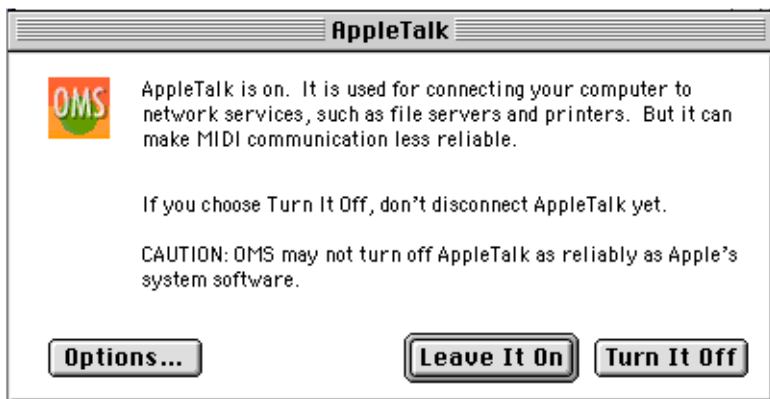 AppleTalk
OMS
AppleTalk is on. It is used for connecting your computer to
network services, such as file servers and printers. But it can
make MIDI communication less reliable.
If you choose Turn It Off, don't disconnect AppleTalk yet.
CAUTION: OMS may not turn off AppleTalk as reliably as Apple's
system software.
Options...
Leave It On
Turn It Off